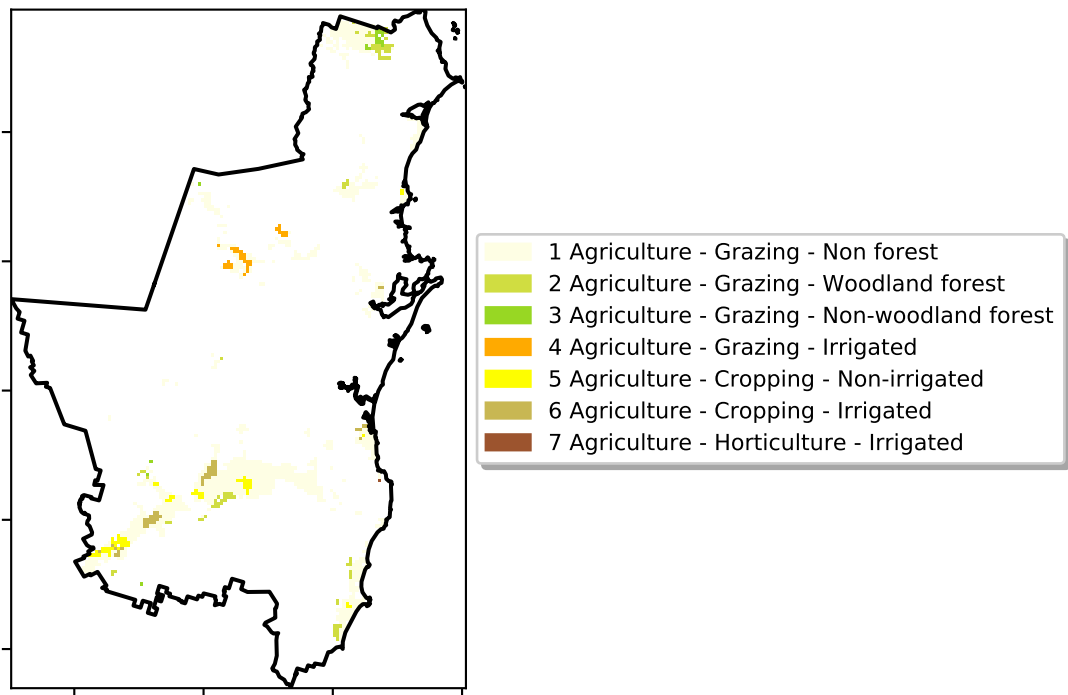 1 Agriculture - Grazing - Non forest
2 Agriculture - Grazing - Woodland forest
3 Agriculture - Grazing - Non-woodland forest
4 Agriculture - Grazing - Irrigated
5 Agriculture - Cropping - Non-irrigated
6 Agriculture - Cropping - Irrigated
7 Agriculture - Horticulture - Irrigated